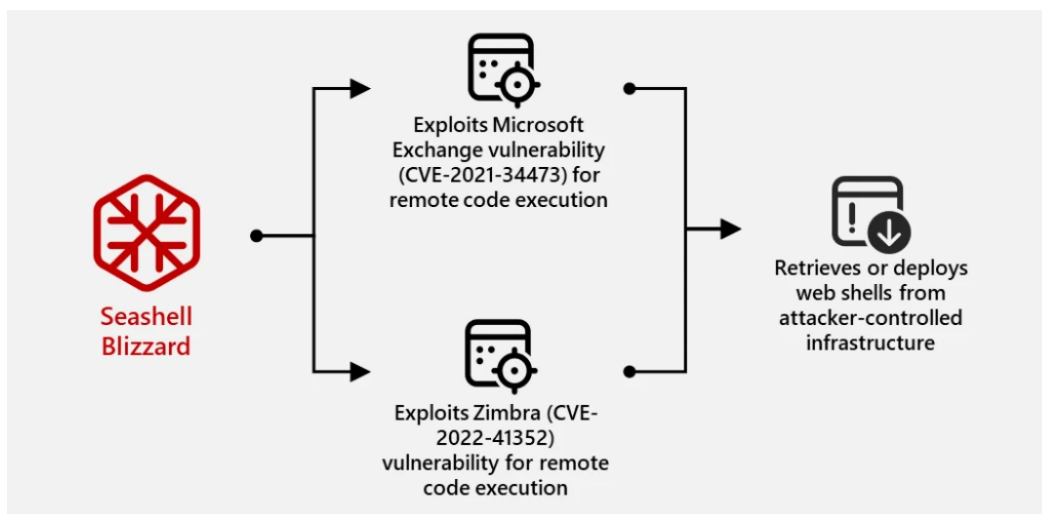 Exploits Microsoft
Exchange vulnerability
(CVE-2021-34473) for
remote code execution
Seashell
Blizzard
Retrieves or deploys
web shells from
attacker-controlled
infrastructure
Exploits Zimbra (CVE-
2022-41352)
vulnerability for remote
code execution